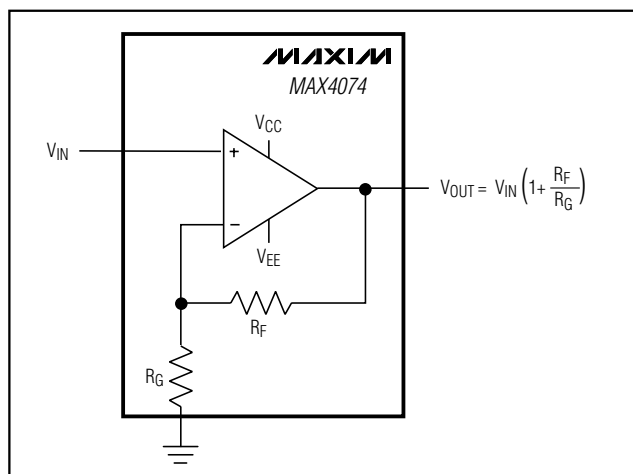 MAXIM
MAX4074
V_CC
V_IN
+
V_OUT = V_IN (1+ R_F/R_G)
−
V_EE
R_F
R_G